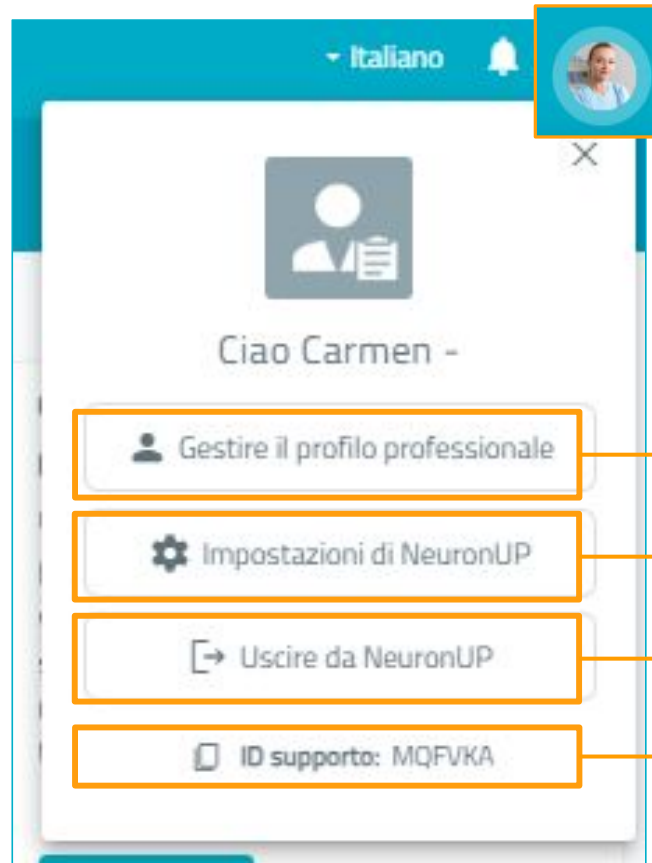 Italiano
Ciao Carmen -
Gestire il profilo professionale
Impostazioni di NeuronUP
Uscire da NeuronUP
ID supporto: MQFVKA